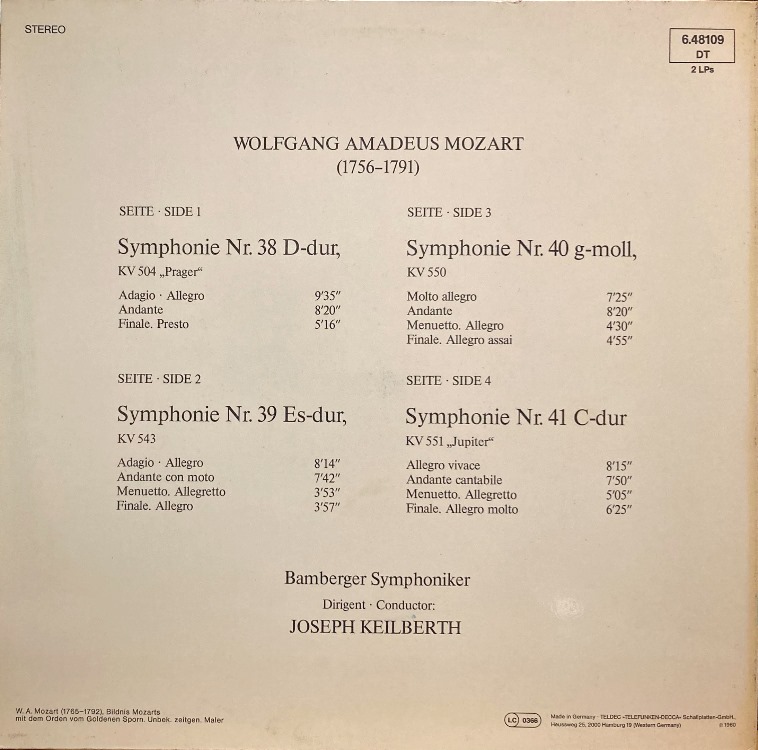 STEREO
6.48109
DT
2 LPs
WOLFGANG AMADEUS MOZART
(1756–1791)
SEITE · SIDE 1
Symphonie Nr. 38 D-dur,
KV 504 „Prager“
Adagio · Allegro 9′35″
Andante 8′20″
Finale. Presto 5′16″
SEITE · SIDE 2
Symphonie Nr. 39 Es-dur,
KV 543
Adagio · Allegro 8′14″
Andante con moto 7′42″
Menuetto. Allegretto 3′53″
Finale. Allegro 3′57″
SEITE · SIDE 3
Symphonie Nr. 40 g-moll,
KV 550
Molto allegro 7′25″
Andante 8′20″
Menuetto. Allegro 4′30″
Finale. Allegro assai 4′55″
SEITE · SIDE 4
Symphonie Nr. 41 C-dur
KV 551 „Jupiter“
Allegro vivace 8′15″
Andante cantabile 7′50″
Menuetto. Allegretto 5′05″
Finale. Allegro molto 6′25″
Bamberger Symphoniker
Dirigent · Conductor:
JOSEPH KEILBERTH
W. A. Mozart (1765–1792), Bildnis Mozarts
mit dem Orden vom Goldenen Sporn. Unbek. zeitgen. Maler
LC 0366
Made in Germany · TELDEC »TELEFUNKEN-DECCA« Schallplatten-GmbH.,
Heussweg 25, 2000 Hamburg 19 (Western Germany) ℗ 1960